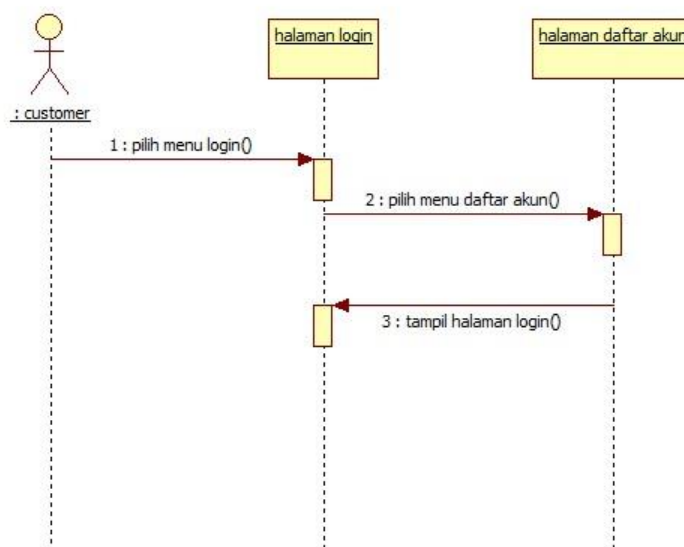 halaman login
halaman daftar akun
: customer
1 : pilih menu login()
2 : pilih menu daftar akun()
3 : tampil halaman login()